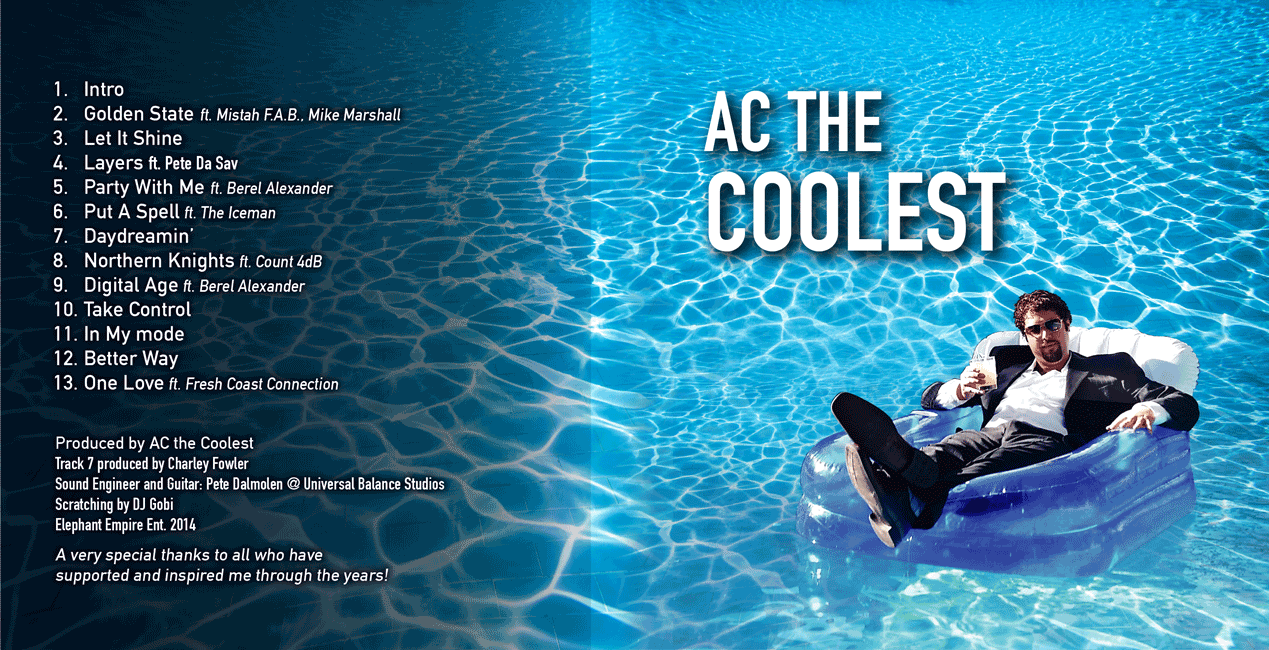 1. Intro
2. Golden State ft. Mistah F.A.B., Mike Marshall
3. Let It Shine
4. Layers ft. Pete Da Sav
5. Party With Me ft. Berel Alexander
6. Put A Spell ft. The Iceman
7. Daydreamin'
8. Northern Knights ft. Count 4dB
9. Digital Age ft. Berel Alexander
10. Take Control
11. In My mode
12. Better Way
13. One Love ft. Fresh Coast Connection
Produced by AC the Coolest
Track 7 produced by Charley Fowler
Sound Engineer and Guitar: Pete Dalmolen @ Universal Balance Studios
Scratching by DJ Gobi
Elephant Empire Ent. 2014
A very special thanks to all who have
supported and inspired me through the years!
AC THE
COOLEST